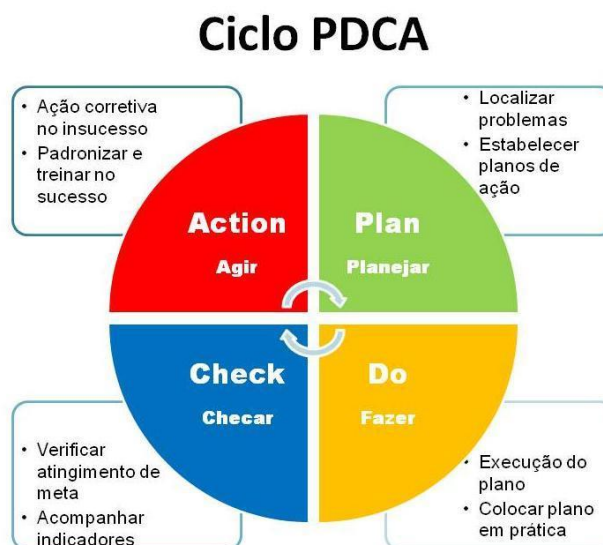 Ciclo PDCA
• Ação corretiva
no insucesso
• Padronizar e
treinar no
sucesso
• Localizar
problemas
• Estabelecer
planos de
ação
Action
Agir
Plan
Planejar
Check
Checar
Do
Fazer
• Verificar
atingimento de
meta
• Acompanhar
indicadores
• Execução do
plano
• Colocar plano
em prática